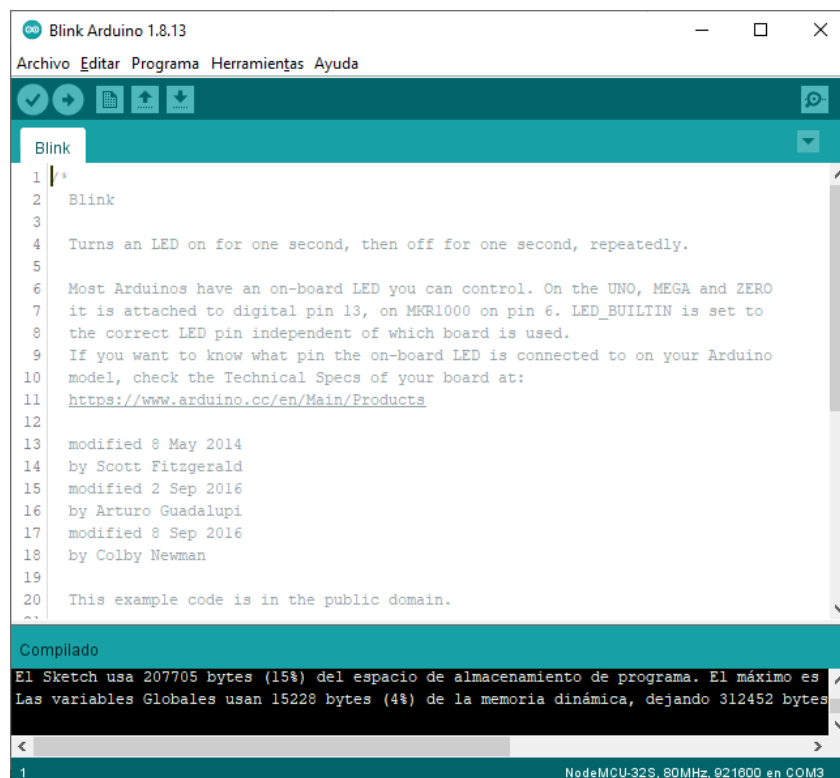 Blink Arduino 1.8.13
Archivo Editar Programa Herramientas Ayuda
Blink
1 /*
2 Blink
3
4 Turns an LED on for one second, then off for one second, repeatedly.
5
6 Most Arduinos have an on-board LED you can control. On the UNO, MEGA and ZERO
7 it is attached to digital pin 13, on MKR1000 on pin 6. LED_BUILTIN is set to
8 the correct LED pin independent of which board is used.
9 If you want to know what pin the on-board LED is connected to on your Arduino
10 model, check the Technical Specs of your board at:
11 https://www.arduino.cc/en/Main/Products
12
13 modified 8 May 2014
14 by Scott Fitzgerald
15 modified 2 Sep 2016
16 by Arturo Guadalupi
17 modified 8 Sep 2016
18 by Colby Newman
19
20 This example code is in the public domain.
Compilado
El Sketch usa 207705 bytes (15%) del espacio de almacenamiento de programa. El máximo es
Las variables Globales usan 15228 bytes (4%) de la memoria dinámica, dejando 312452 bytes
1 NodeMCU-32S, 80MHz, 921600 en COM3